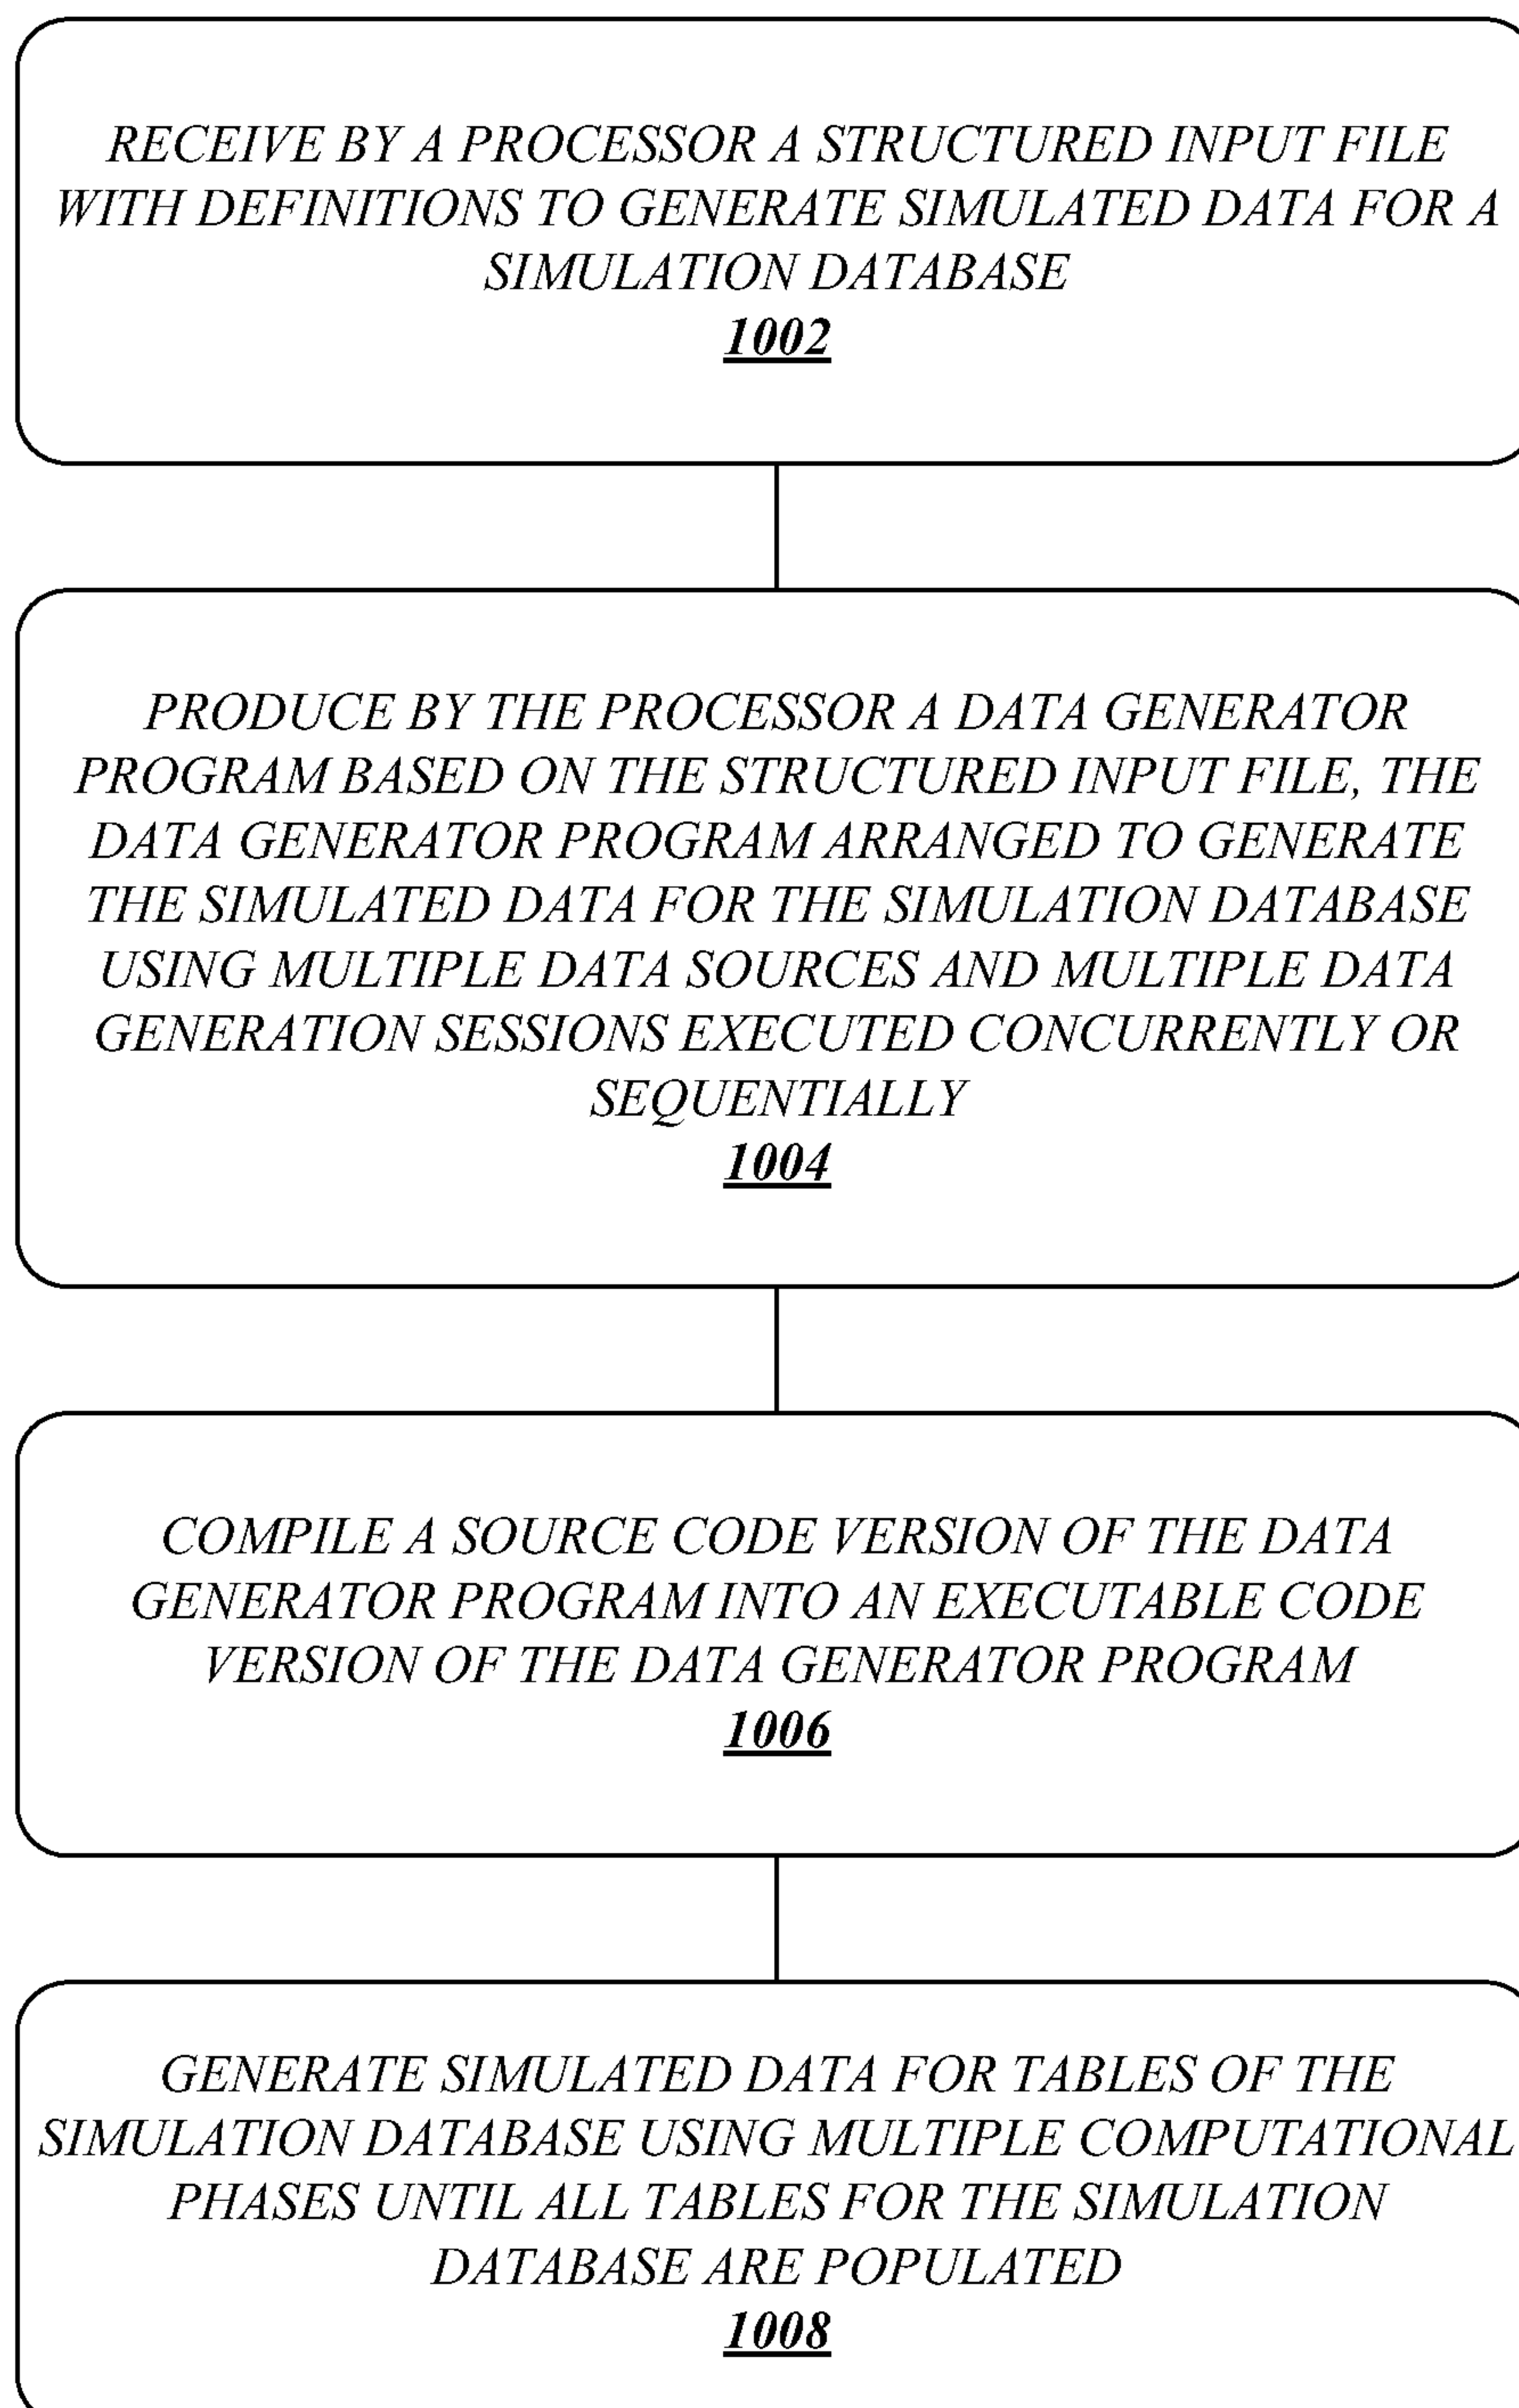 RECEIVE BY A PROCESSOR A STRUCTURED INPUT FILE
WITH DEFINITIONS TO GENERATE SIMULATED DATA FOR A
SIMULATION DATABASE
1002
PRODUCE BY THE PROCESSOR A DATA GENERATOR
PROGRAM BASED ON THE STRUCTURED INPUT FILE, THE
DATA GENERATOR PROGRAM ARRANGED TO GENERATE
THE SIMULATED DATA FOR THE SIMULATION DATABASE
USING MULTIPLE DATA SOURCES AND MULTIPLE DATA
GENERATION SESSIONS EXECUTED CONCURRENTLY OR
SEQUENTIALLY
1004
COMPILE A SOURCE CODE VERSION OF THE DATA
GENERATOR PROGRAM INTO AN EXECUTABLE CODE
VERSION OF THE DATA GENERATOR PROGRAM
1006
GENERATE SIMULATED DATA FOR TABLES OF THE
SIMULATION DATABASE USING MULTIPLE COMPUTATIONAL
PHASES UNTIL ALL TABLES FOR THE SIMULATION
DATABASE ARE POPULATED
1008